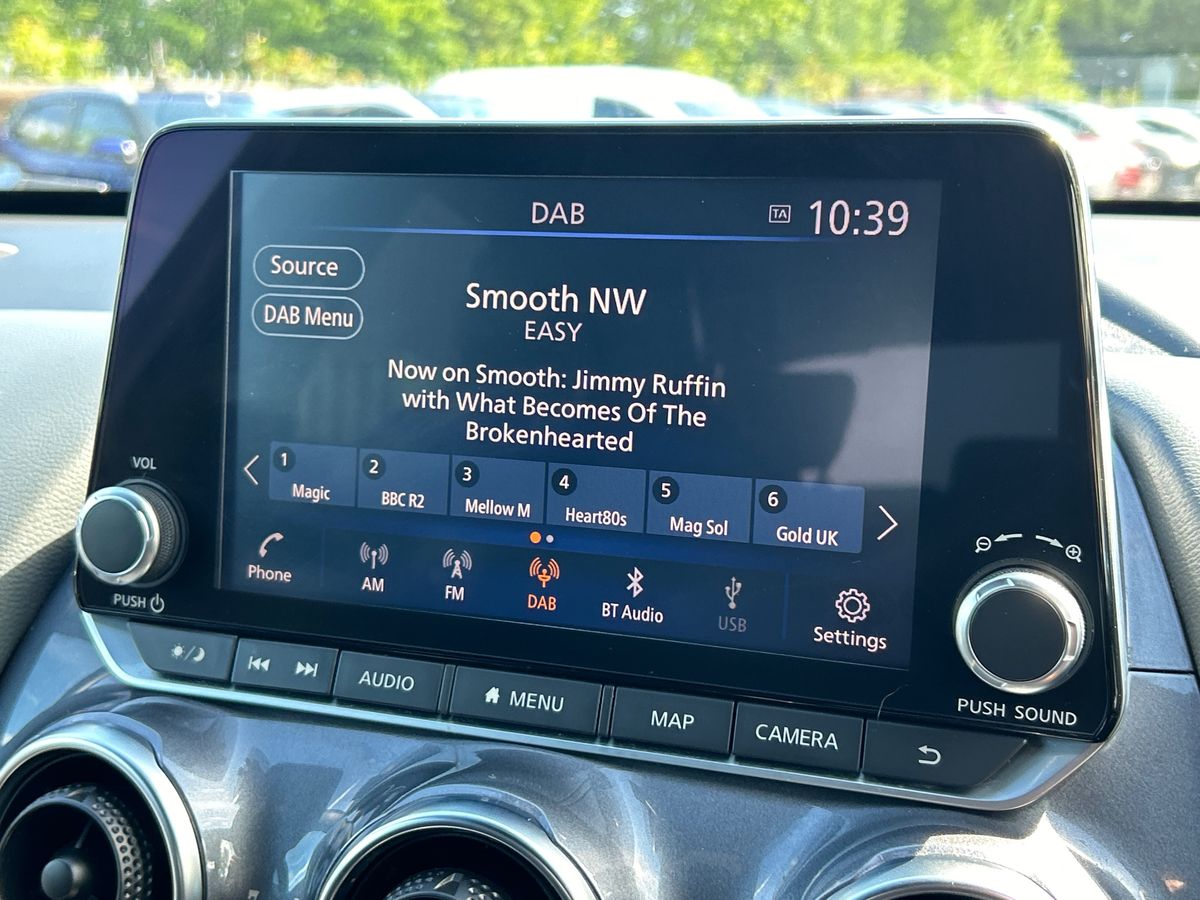 DAB
TA 10:39
Source
DAB Menu
Smooth NW
EASY
Now on Smooth: Jimmy Ruffin
with What Becomes Of The
Brokenhearted
1 Magic
2 BBC R2
3 Mellow M
4 Heart80s
5 Mag Sol
6 Gold UK
Phone
AM
FM
DAB
BT Audio
USB
Settings
VOL
PUSH
PUSH SOUND
AUDIO
MENU
MAP
CAMERA